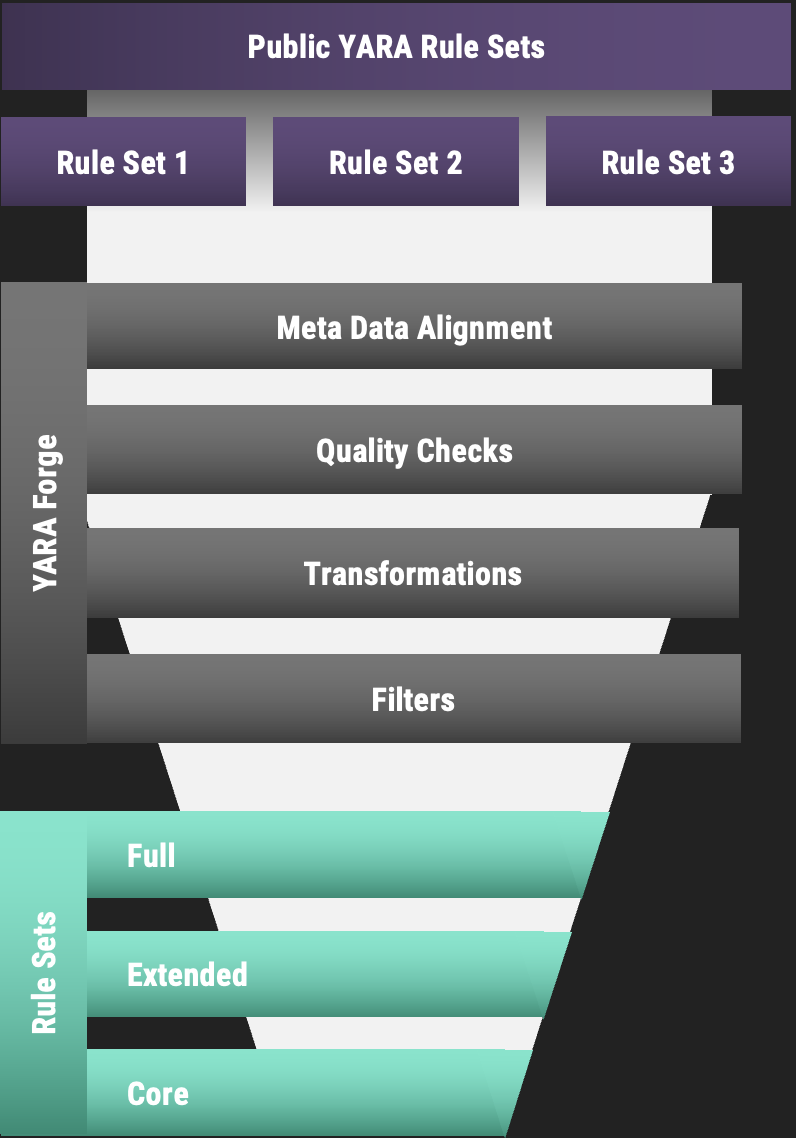 Public YARA Rule Sets
Rule Set 1
Rule Set 2
Rule Set 3
YARA Forge
Meta Data Alignment
Quality Checks
Transformations
Filters
Rule Sets
Full
Extended
Core